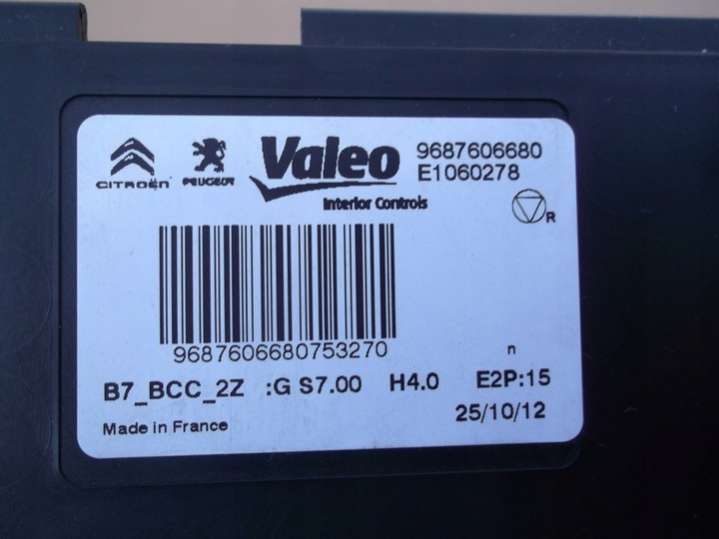 CITROËN PEUGEOT Valeo 9687606680
E1060278
Interior Controls
R
9687606680753270
n
B7_BCC_2Z :G S7.00 H4.0 E2P:15
25/10/12
Made in France